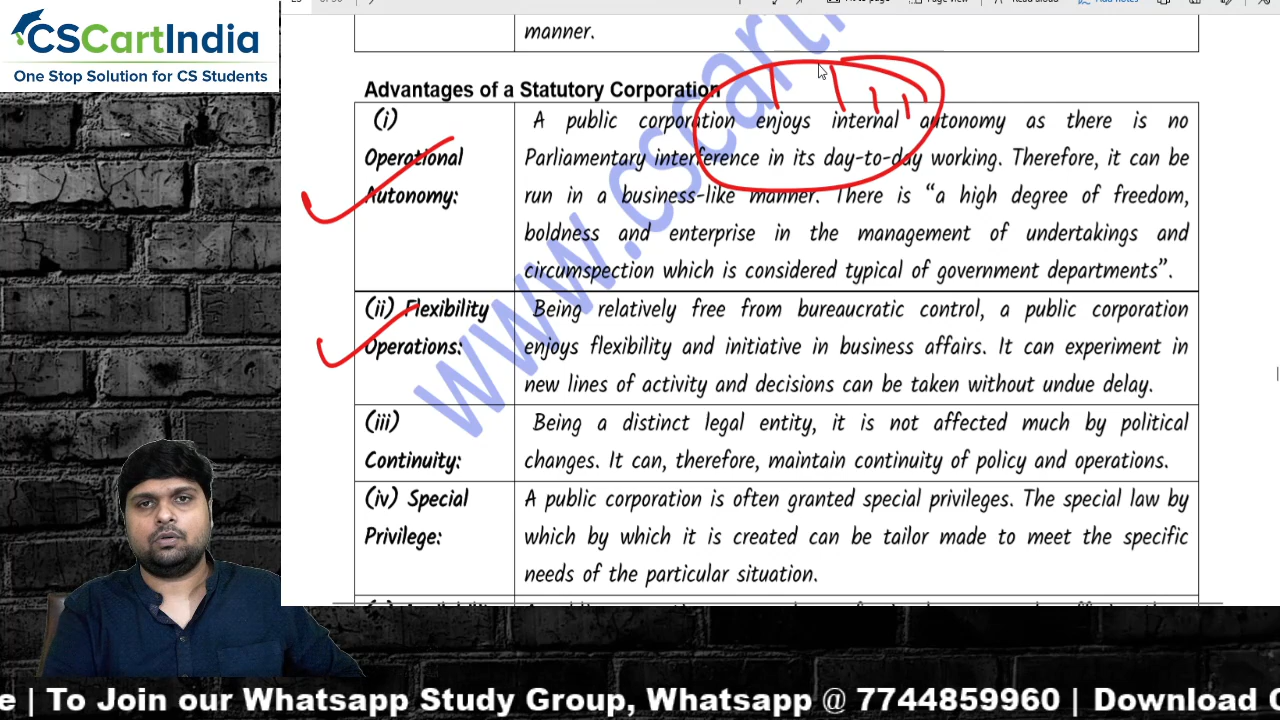 CSCartIndia
One Stop Solution for CS Students
manner.
Advantages of a Statutory Corporation
(i)
Operational
Autonomy:
A public corporation enjoys internal autonomy as there is no
Parliamentary interference in its day-to-day working. Therefore, it can be
run in a business-like manner. There is “a high degree of freedom,
boldness and enterprise in the management of undertakings and
circumspection which is considered typical of government departments”.
(ii) Flexibility
Operations:
Being relatively free from bureaucratic control, a public corporation
enjoys flexibility and initiative in business affairs. It can experiment in
new lines of activity and decisions can be taken without undue delay.
(iii)
Continuity:
Being a distinct legal entity, it is not affected much by political
changes. It can, therefore, maintain continuity of policy and operations.
(iv) Special
Privilege:
A public corporation is often granted special privileges. The special law by
which by which it is created can be tailor made to meet the specific
needs of the particular situation.
www.cscart
e | To Join our Whatsapp Study Group, Whatsapp @ 7744859960 | Download